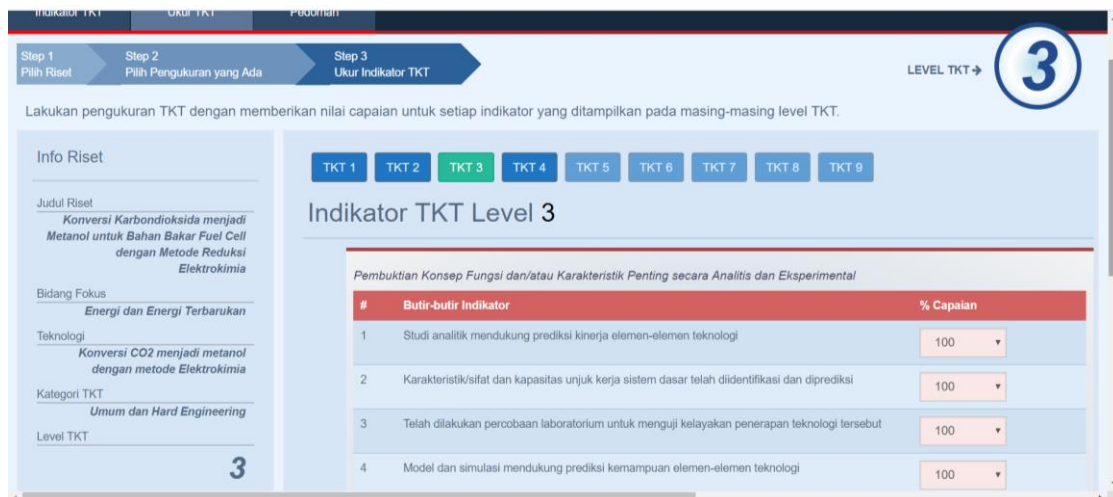 Indikator TKT
Ukur TKT
Pedoman
Step 1
Pilih Riset
Step 2
Pilih Pengukuran yang Ada
Step 3
Ukur Indikator TKT
LEVEL TKT→
3
Lakukan pengukuran TKT dengan memberikan nilai capaian untuk setiap indikator yang ditampilkan pada masing-masing level TKT.
Info Riset
Judul Riset
Konversi Karbondioksida menjadi
Metanol untuk Bahan Bakar Fuel Cell
dengan Metode Reduksi
Elektrokimia
Bidang Fokus
Energi dan Energi Terbarukan
Teknologi
Konversi CO2 menjadi metanol
dengan metode Elektrokimia
Kategori TKT
Umum dan Hard Engineering
Level TKT
3
TKT 1 TKT 2 TKT 3 TKT 4 TKT 5 TKT 6 TKT 7 TKT 8 TKT 9
Indikator TKT Level 3
Pembuktian Konsep Fungsi dan/atau Karakteristik Penting secara Analitis dan Eksperimental
# Butir-butir Indikator % Capaian
1 Studi analitik mendukung prediksi kinerja elemen-elemen teknologi 100
2 Karakteristik/sifat dan kapasitas unjuk kerja sistem dasar telah diidentifikasi dan diprediksi 100
3 Telah dilakukan percobaan laboratorium untuk menguji kelayakan penerapan teknologi tersebut 100
4 Model dan simulasi mendukung prediksi kemampuan elemen-elemen teknologi 100